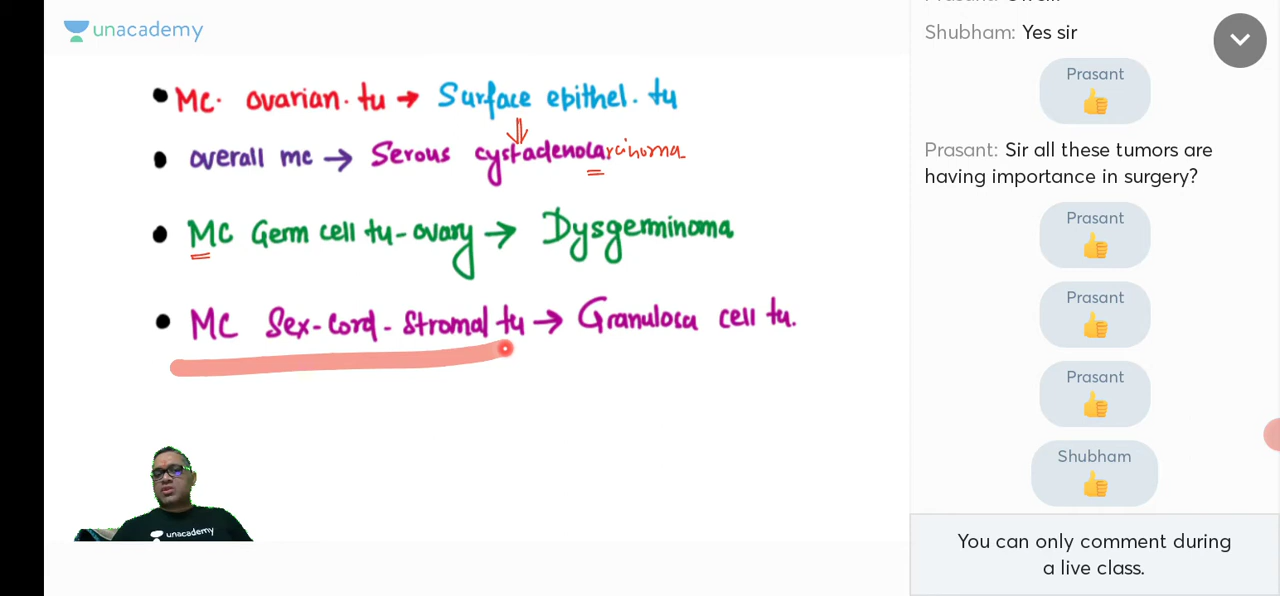 unacademy
• MC. ovarian. tu → Surface epithel. tu
• overall mc → Serous cystadenolarcinoma
• MC Germ cell tu-ovary → Dysgerminoma
• MC Sex-Cord-Stromal tu → Granulosa cell tu.
unacademy
Shubham: Yes sir
Prasant
👍
Prasant: Sir all these tumors are
having importance in surgery?
Prasant
👍
Prasant
👍
Prasant
👍
Shubham
👍
You can only comment during
a live class.